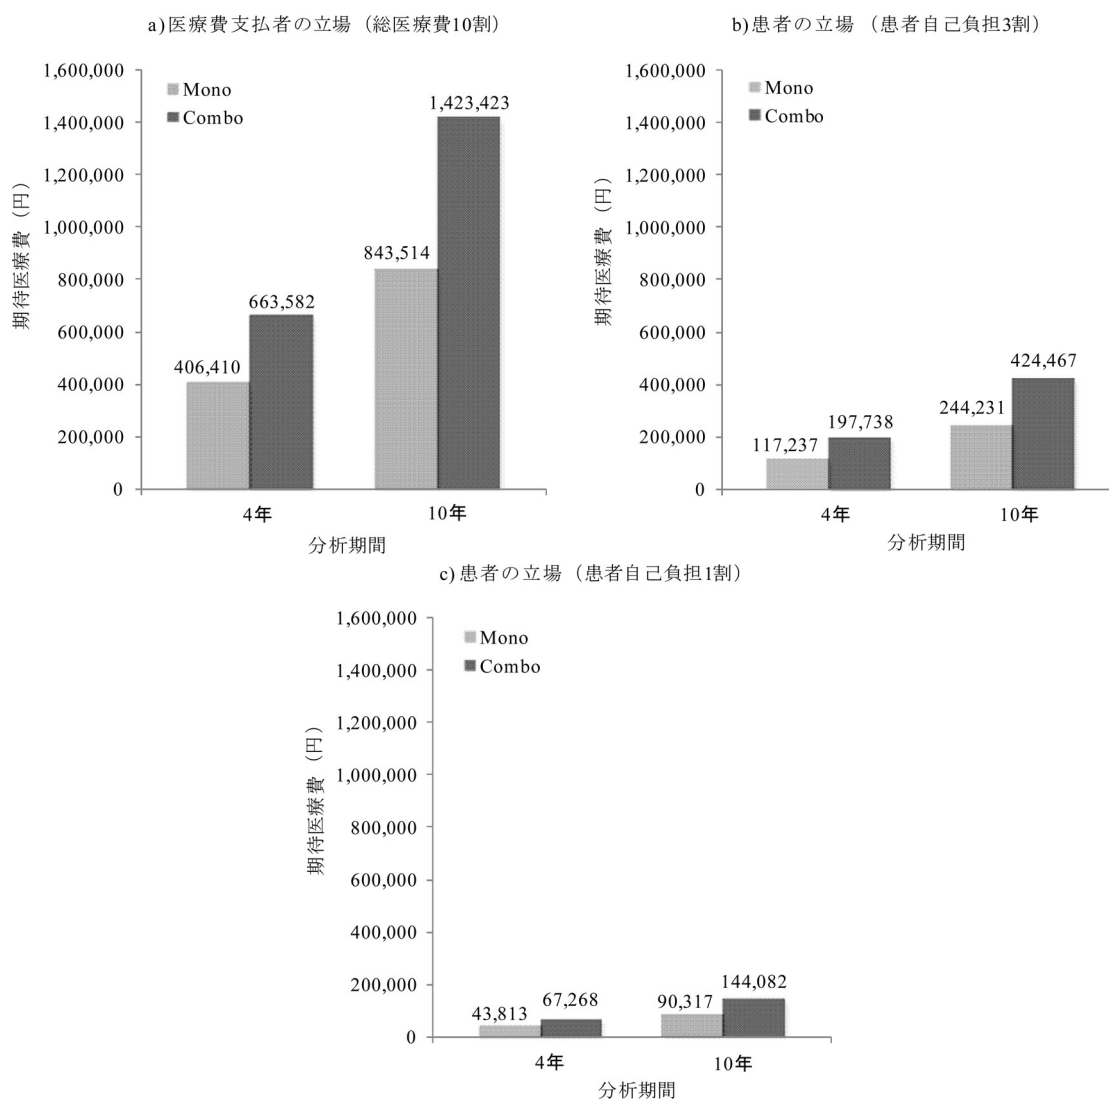 a)医療費支払者の立場（総医療費10割）
期待医療費（円）
1,600,000
1,400,000
1,200,000
1,000,000
800,000
600,000
400,000
200,000
0
Mono
Combo
406,410
663,582
843,514
1,423,423
4年
10年
分析期間
b)患者の立場（患者自己負担3割）
期待医療費（円）
1,600,000
1,400,000
1,200,000
1,000,000
800,000
600,000
400,000
200,000
0
Mono
Combo
117,237
197,738
244,231
424,467
4年
10年
分析期間
c)患者の立場（患者自己負担1割）
期待医療費（円）
1,600,000
1,400,000
1,200,000
1,000,000
800,000
600,000
400,000
200,000
0
Mono
Combo
43,813
67,268
90,317
144,082
4年
10年
分析期間